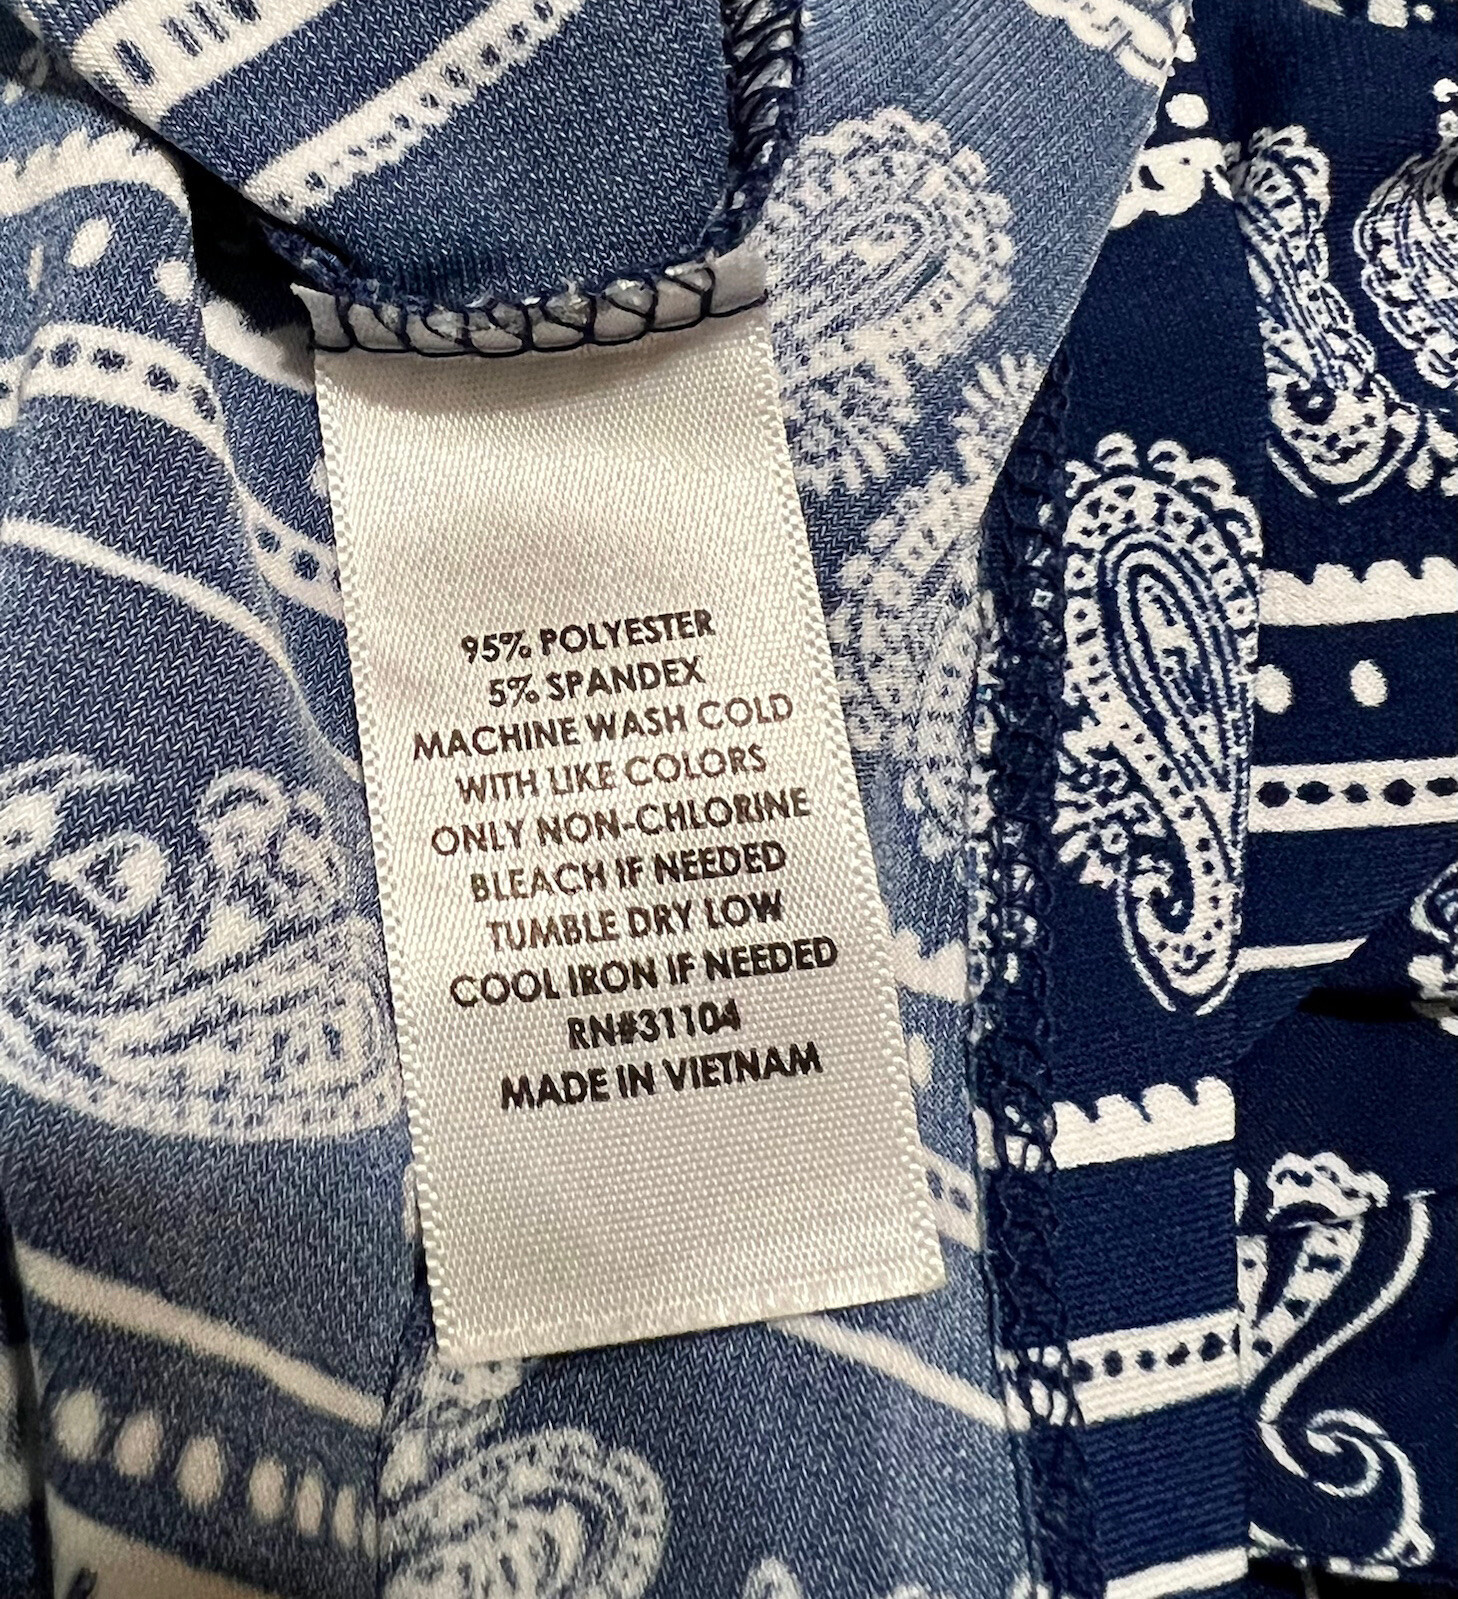 95% POLYESTER
5% SPANDEX
MACHINE WASH COLD
WITH LIKE COLORS
ONLY NON-CHLORINE
BLEACH IF NEEDED
TUMBLE DRY LOW
COOL IRON IF NEEDED
RN#31104
MADE IN VIETNAM